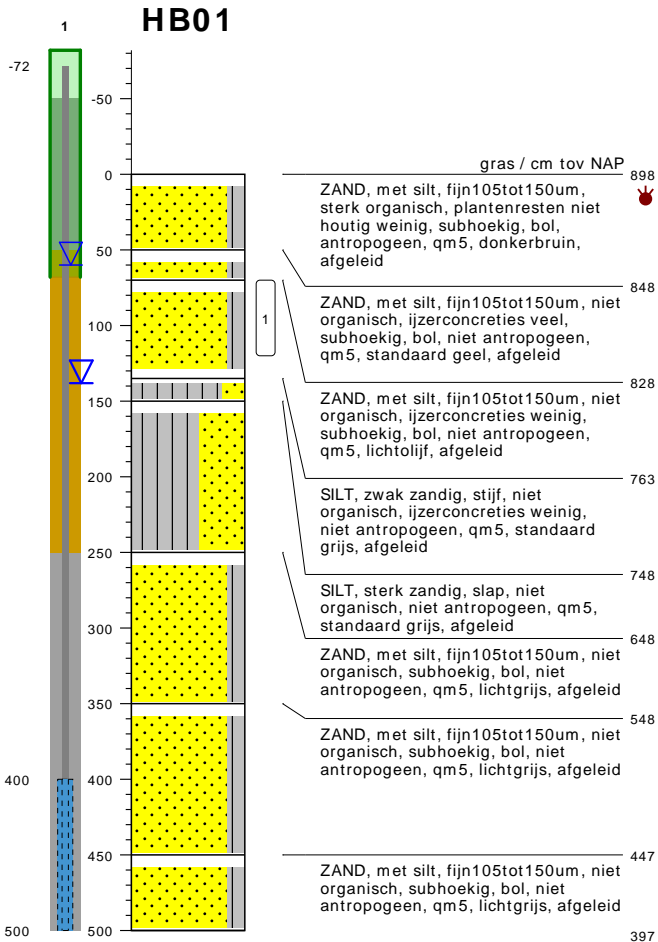 1
HB01
-72
-50
gras / cm tov NAP
0
898
ZAND, met silt, fijn105tot150um,
sterk organisch, plantenresten niet
houtig weinig, subhoekig, bol,
antropogeen, qm5, donkerbruin,
afgeleid
50
848
ZAND, met silt, fijn105tot150um, niet
organisch, ijzerconcreties veel,
subhoekig, bol, niet antropogeen,
qm5, standaard geel, afgeleid
1
100
828
ZAND, met silt, fijn105tot150um, niet
organisch, ijzerconcreties weinig,
subhoekig, bol, niet antropogeen,
qm5, lichtolijf, afgeleid
150
763
SILT, zwak zandig, stijf, niet
organisch, ijzerconcreties weinig,
niet antropogeen, qm5, standaard
grijs, afgeleid
200
748
SILT, sterk zandig, slap, niet
organisch, niet antropogeen, qm5,
standaard grijs, afgeleid
250
648
ZAND, met silt, fijn105tot150um, niet
organisch, subhoekig, bol, niet
antropogeen, qm5, lichtgrijs, afgeleid
300
350
548
ZAND, met silt, fijn105tot150um, niet
organisch, subhoekig, bol, niet
antropogeen, qm5, lichtgrijs, afgeleid
400
400
450
447
ZAND, met silt, fijn105tot150um, niet
organisch, subhoekig, bol, niet
antropogeen, qm5, lichtgrijs, afgeleid
500
500
397